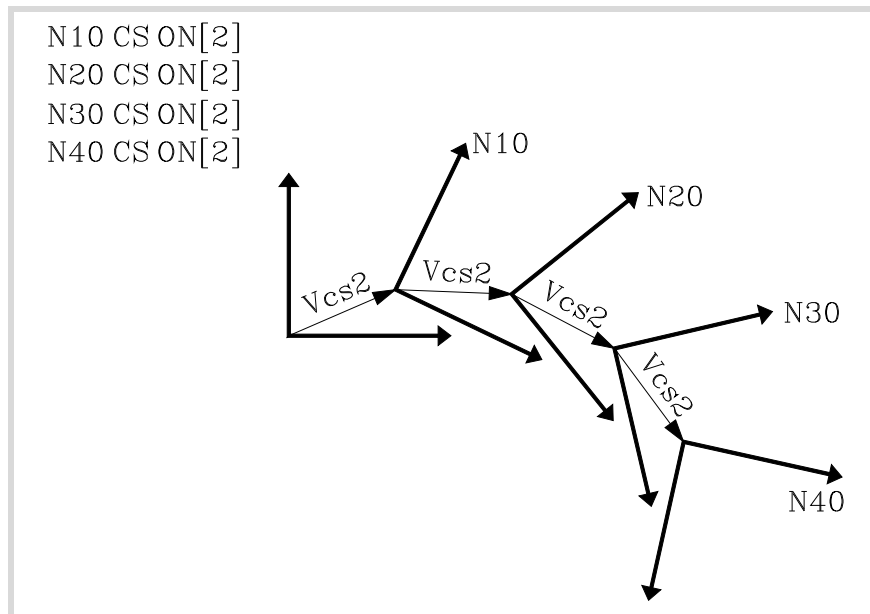 N10 CS ON[2]
N20 CS ON[2]
N30 CS ON[2]
N40 CS ON[2]
N10
N20
Vcs2
Vcs2
Vcs2
N30
Vcs2
N40